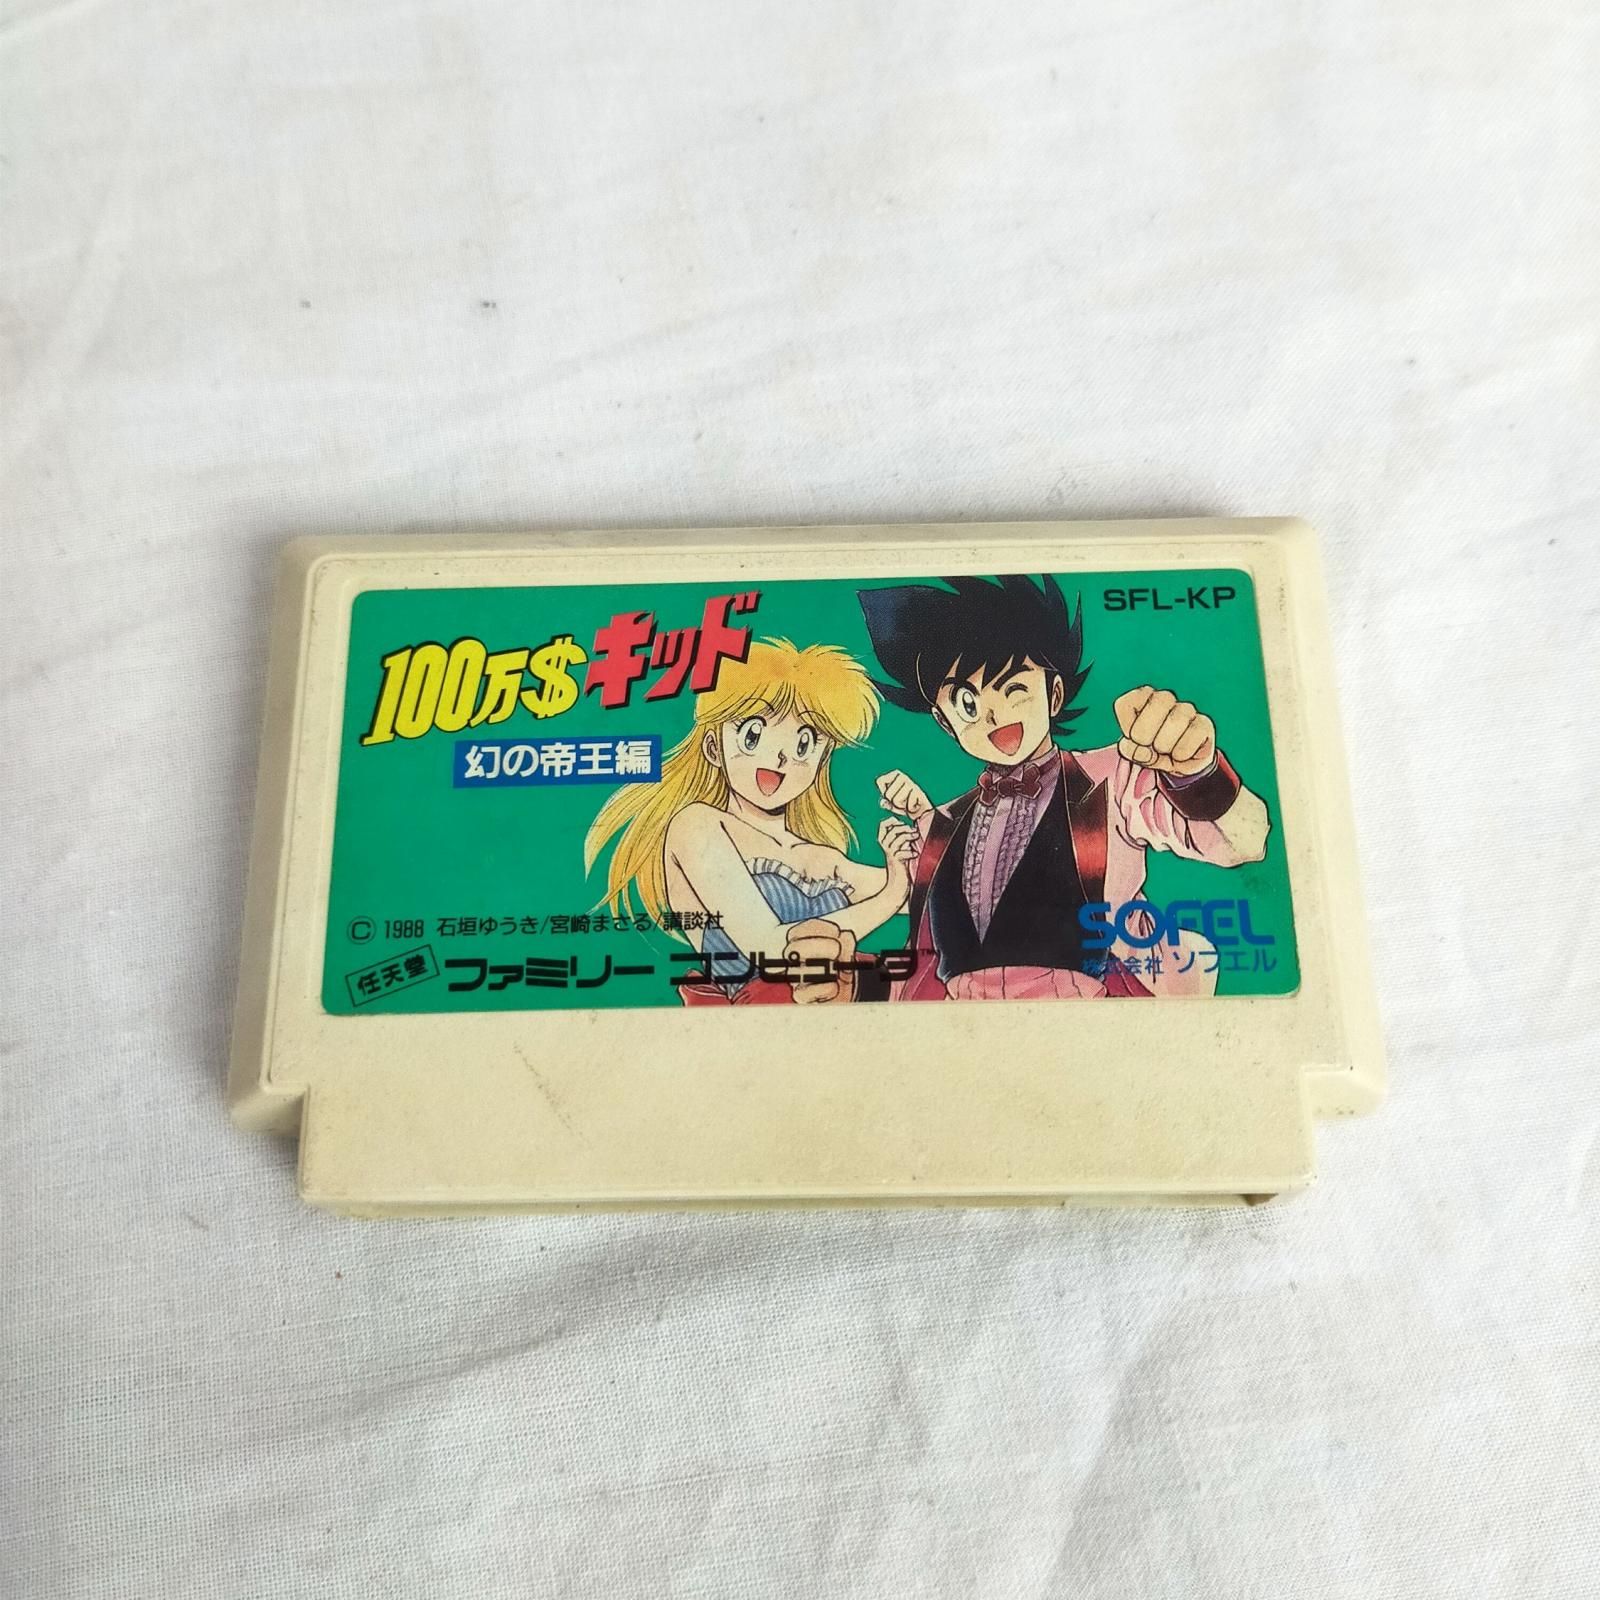 SFL-KP
100万$キッド
幻の帝王編
© 1988 石垣ゆうき/宮崎まさる/講談社
任天堂 ファミリー コンピュータ™
SOFEL
株式会社 ソフエル